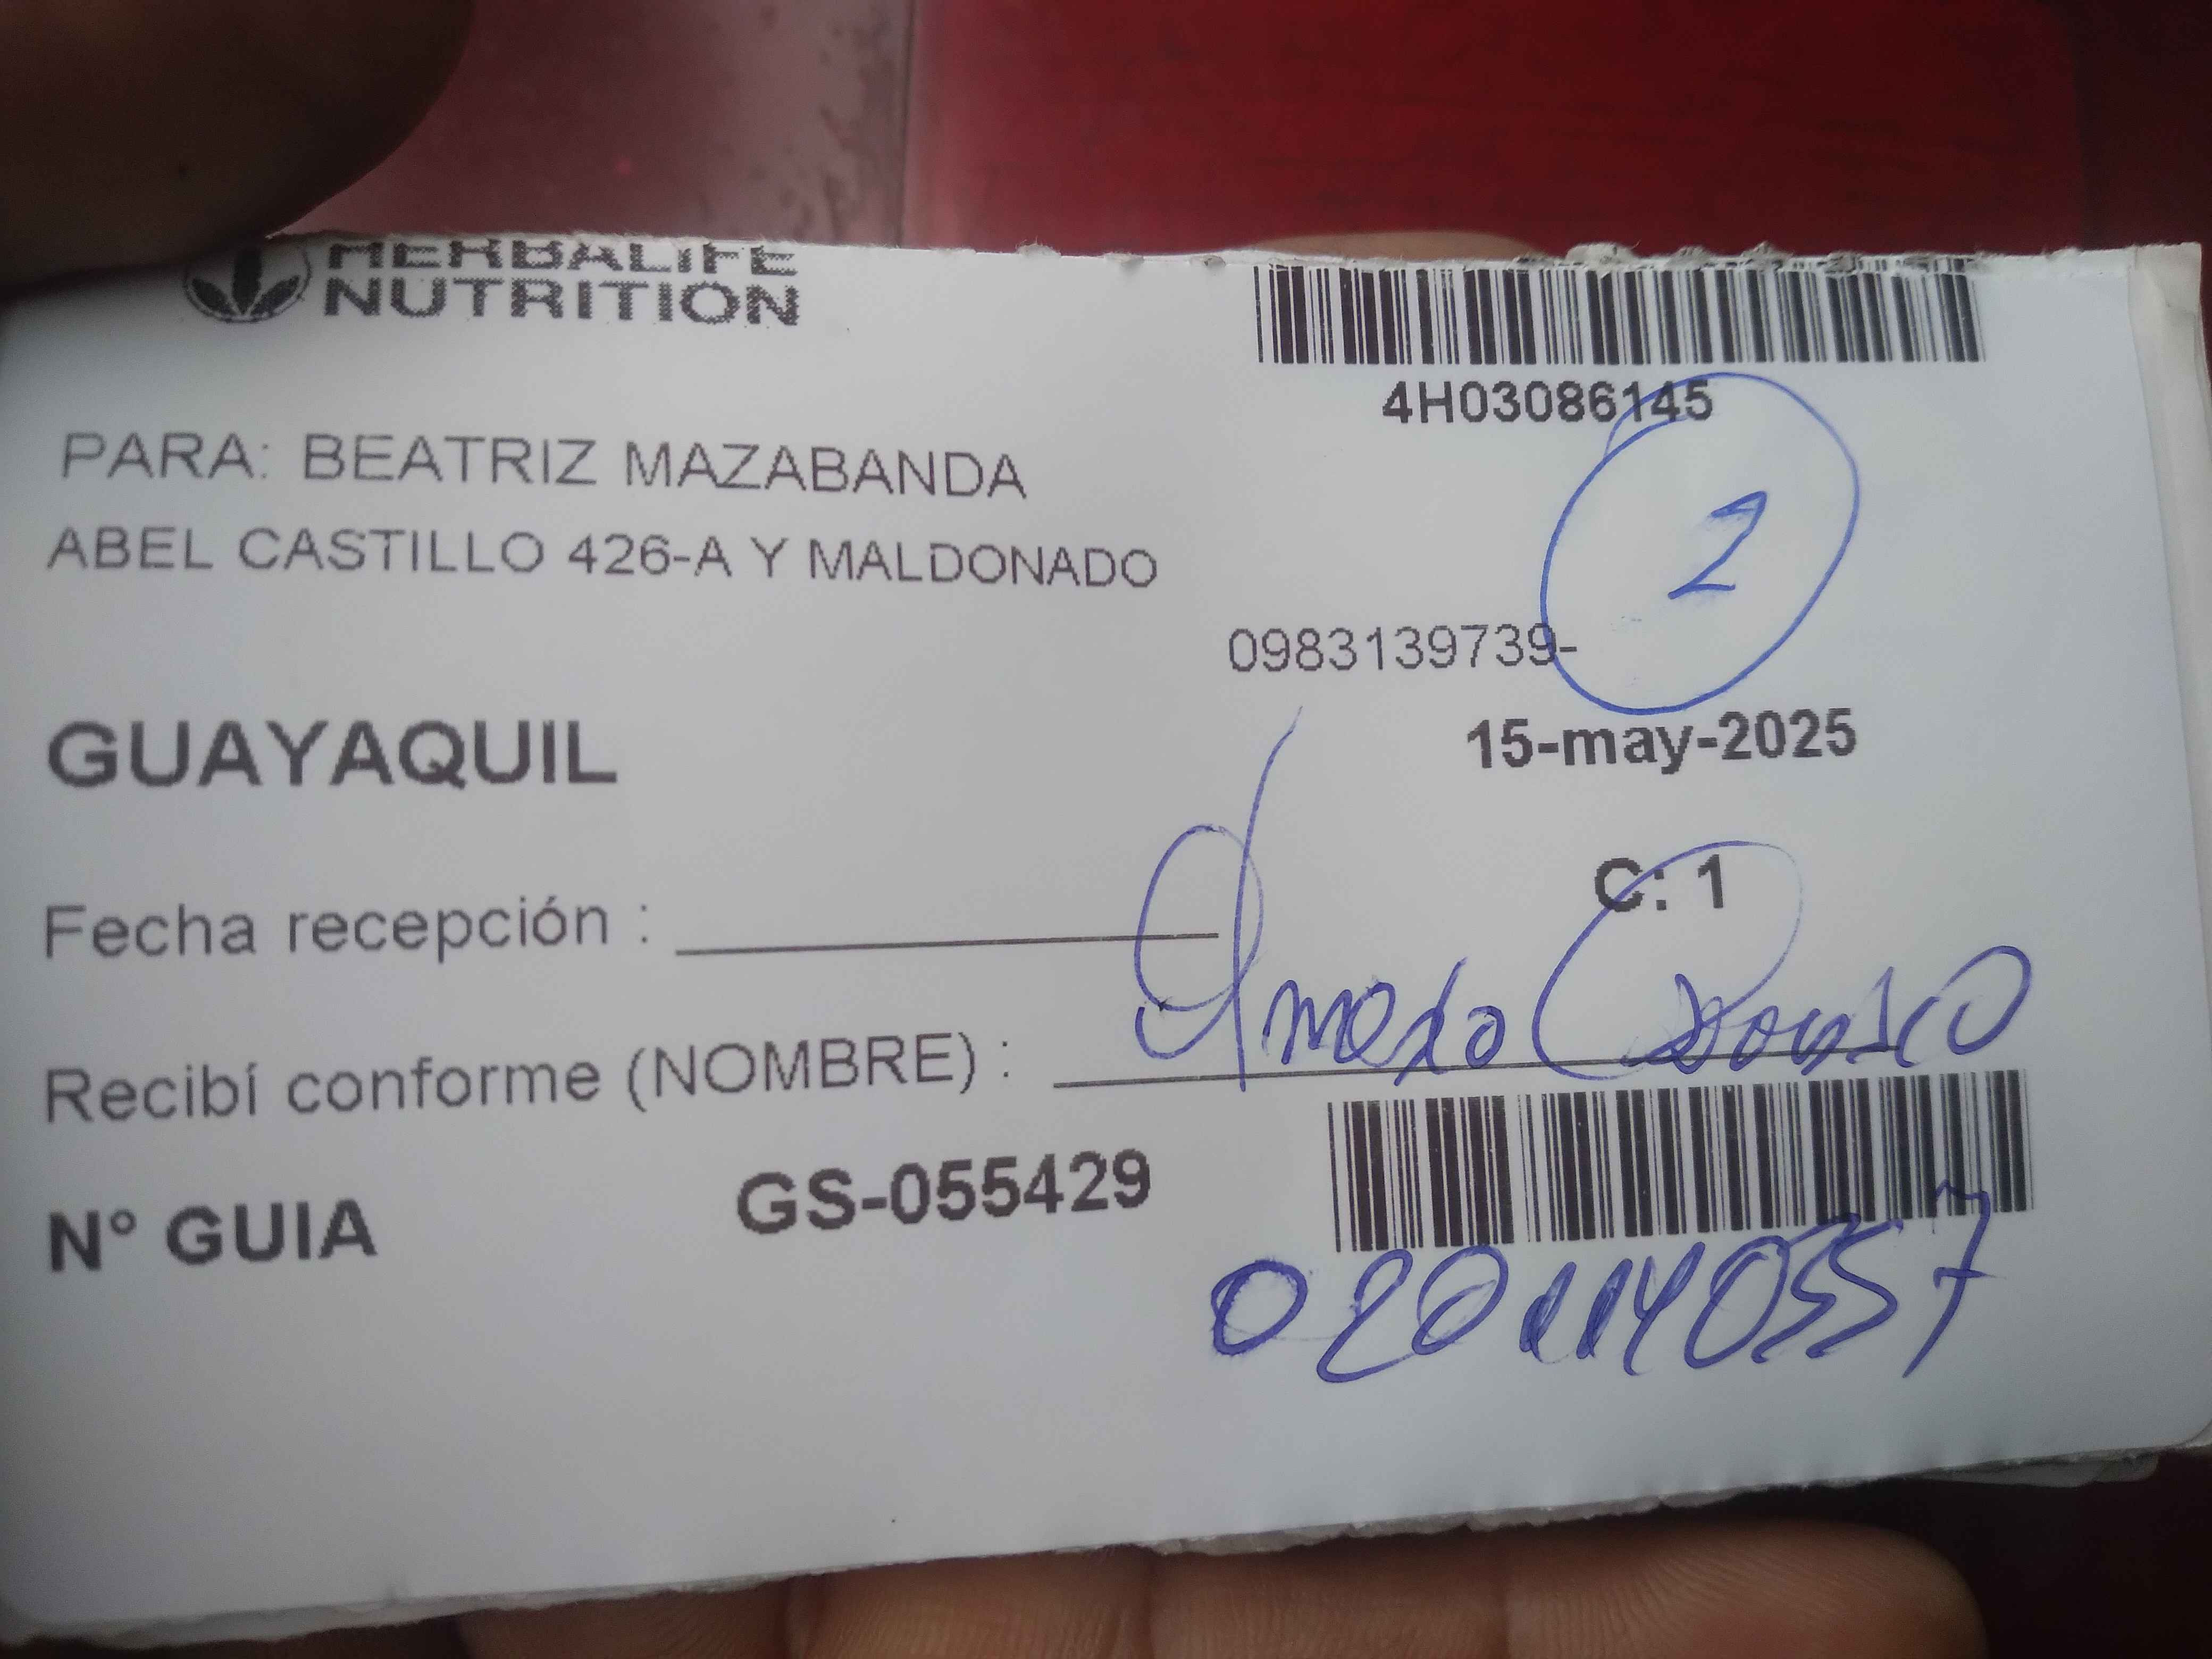 HERBALIFE
NUTRITION
4H03086145
PARA: BEATRIZ MAZABANDA
ABEL CASTILLO 426-A Y MALDONADO
2
0983139739-
GUAYAQUIL
15-may-2025
C: 1
Fecha recepción :
Recibí conforme (NOMBRE) :
Nº GUIA
GS-055429
0201140557